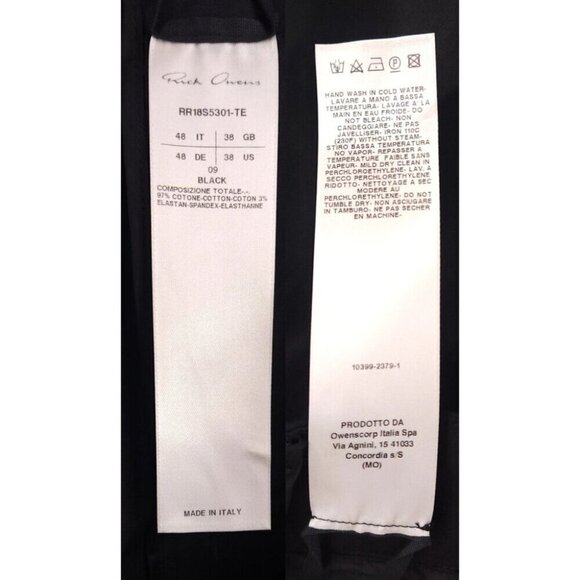 Rick Owens
RR18S5301-TE
48 IT 38 GB
48 DE 38 US
09
BLACK
COMPOSIZIONE TOTALE-.-
97% COTONE-COTTON-COTON 3%
ELASTAN-SPANDEX-ELASTHANNE
MADE IN ITALY
HAND WASH IN COLD WATER-
LAVARE A MANO A BASSA
TEMPERATURA- LAVAGE A LA
MAIN EN EAU FROIDE- DO
NOT BLEACH- NON
CANDEGGIARE- NE PAS
JAVELLISER- IRON 110C
(230F) WITHOUT STEAM-
STIRO BASSA TEMPERATURA
NO VAPOR- REPASSER A
TEMPERATURE FAIBLE SANS
VAPEUR- MILD DRY CLEAN IN
PERCHLOROETHYLENE- LAV. A
SECCO PERCHLORETHYLENE
RIDOTTO- NETTOYAGE A SEC
MODERE AU
PERCHLORETHYLENE- DO NOT
TUMBLE DRY- NON ASCIUGARE
IN TAMBURO- NE PAS SECHER
EN MACHINE-
10399-2379-1
PRODOTTO DA
Owenscorp Italia Spa
Via Agnini, 15 41033
Concordia s/S
(MO)